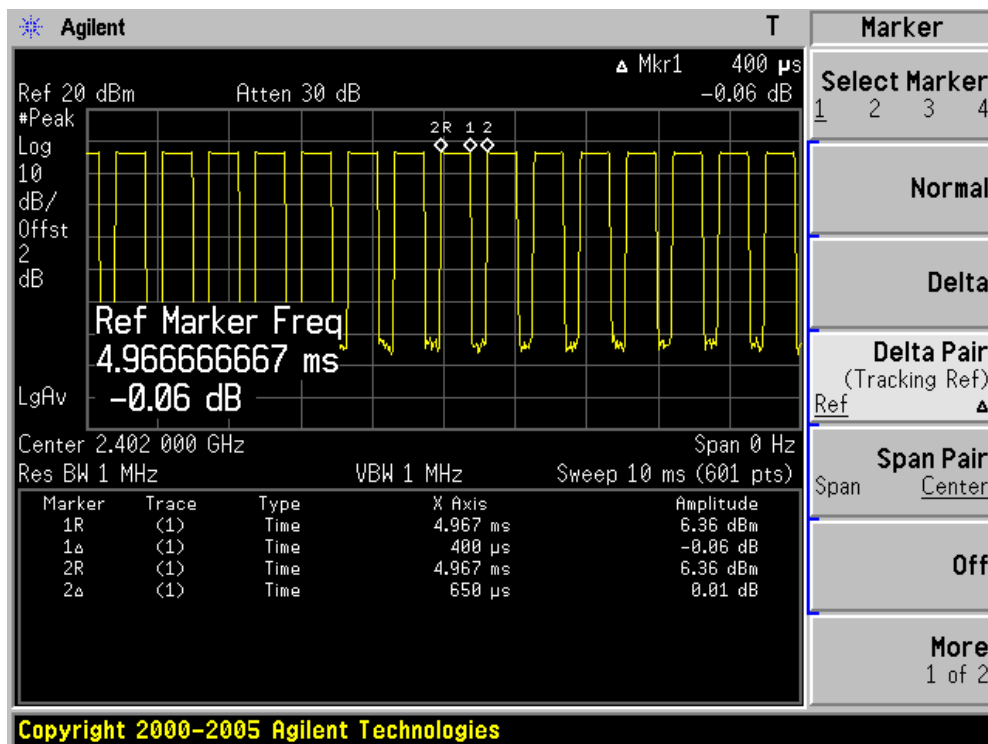 Agilent T Marker
▵ Mkr1 400 µs
Ref 20 dBm Atten 30 dB -0.06 dB
#Peak
Log
10
dB/
Offst
2
dB
2R 1 2
Ref Marker Freq
4.966666667 ms
-0.06 dB
LgAv
Center 2.402 000 GHz Span 0 Hz
Res BW 1 MHz VBW 1 MHz Sweep 10 ms (601 pts)
Marker Trace Type X Axis Amplitude
1R (1) Time 4.967 ms 6.36 dBm
1▵ (1) Time 400 µs -0.06 dB
2R (1) Time 4.967 ms 6.36 dBm
2▵ (1) Time 650 µs 0.01 dB
Select Marker
1 2 3 4
Normal
Delta
Delta Pair
(Tracking Ref)
Ref ▵
Span Pair
Span Center
Off
More
1 of 2
Copyright 2000-2005 Agilent Technologies